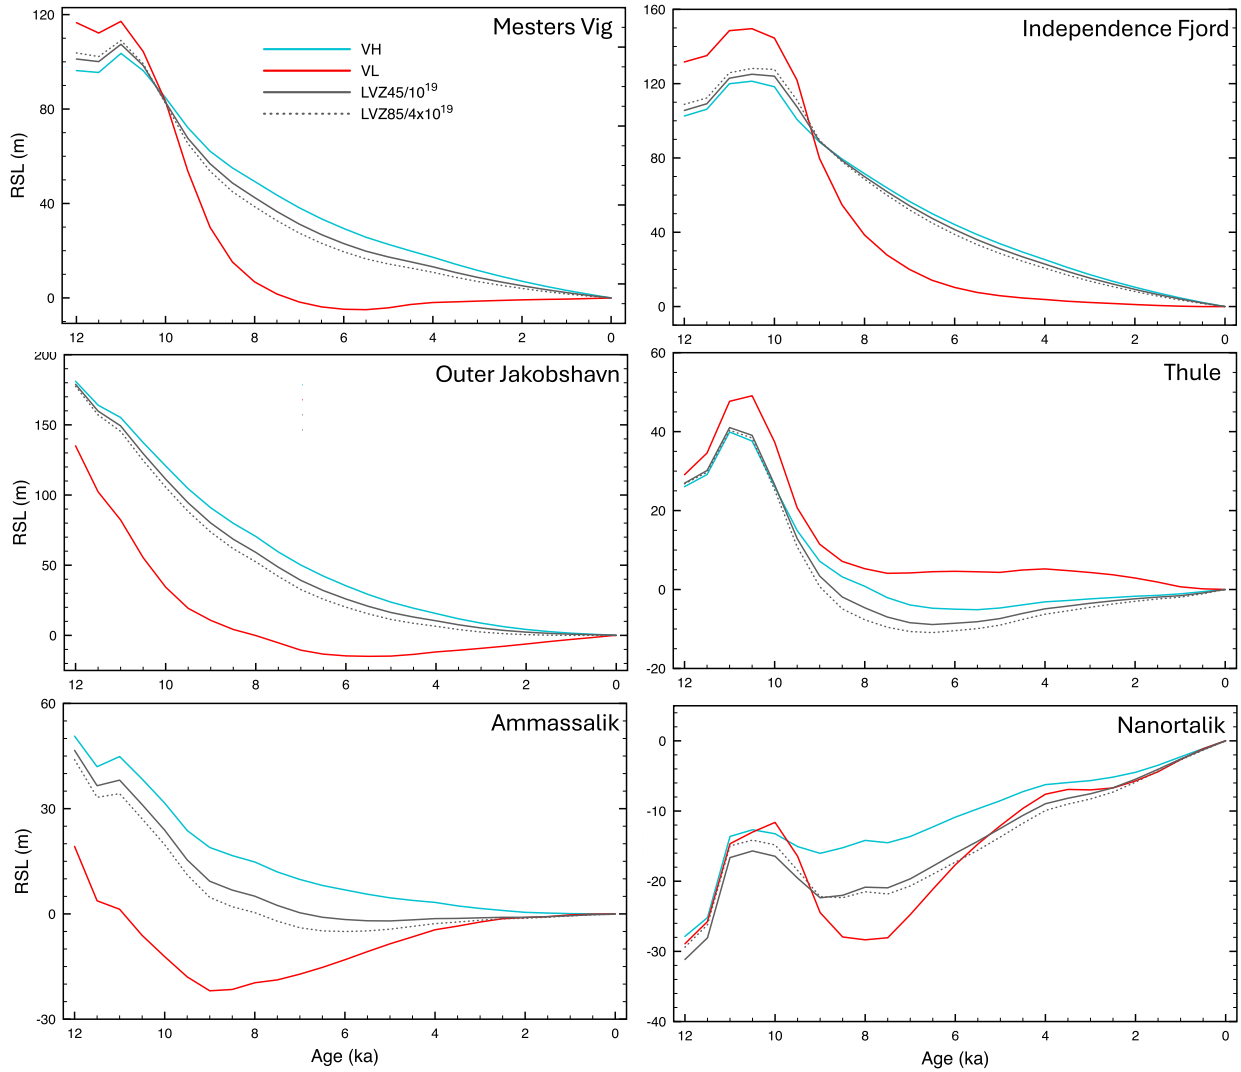 Mesters Vig
120
80
40
0
RSL (m)
VH
VL
LVZ45/10^19
LVZ85/4x10^19
12 10 8 6 4 2 0
Independence Fjord
160
120
80
40
0
12 10 8 6 4 2 0
Outer Jakobshavn
200
150
100
50
0
RSL (m)
12 10 8 6 4 2 0
Thule
60
40
20
0
-20
12 10 8 6 4 2 0
Ammassalik
60
30
0
-30
RSL (m)
12 10 8 6 4 2 0
Age (ka)
Nanortalik
0
-10
-20
-30
-40
12 10 8 6 4 2 0
Age (ka)